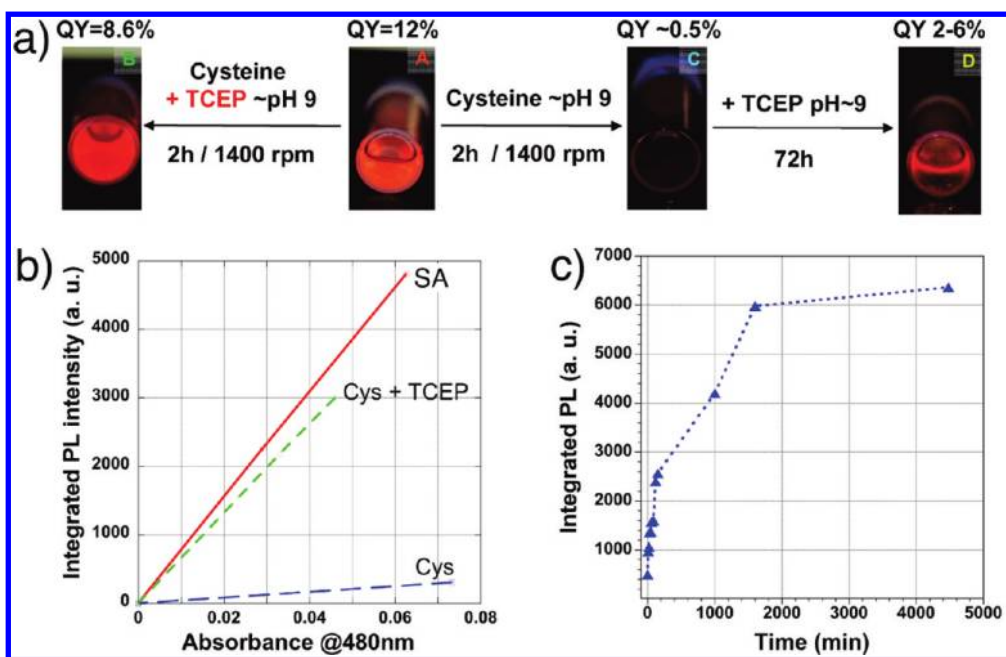 a)
QY=8.6%
QY=12%
QY ~0.5%
QY 2-6%
B
A
C
D
Cysteine
+ TCEP ~pH 9
2h / 1400 rpm
Cysteine ~pH 9
2h / 1400 rpm
+ TCEP pH~9
72h
b)
Integrated PL intensity (a. u.)
5000
4000
3000
2000
1000
0
SA
Cys + TCEP
Cys
0
0.02
0.04
0.06
0.08
Absorbance @480nm
c)
Integrated PL (a. u.)
7000
6000
5000
4000
3000
2000
1000
0
1000
2000
3000
4000
5000
Time (min)